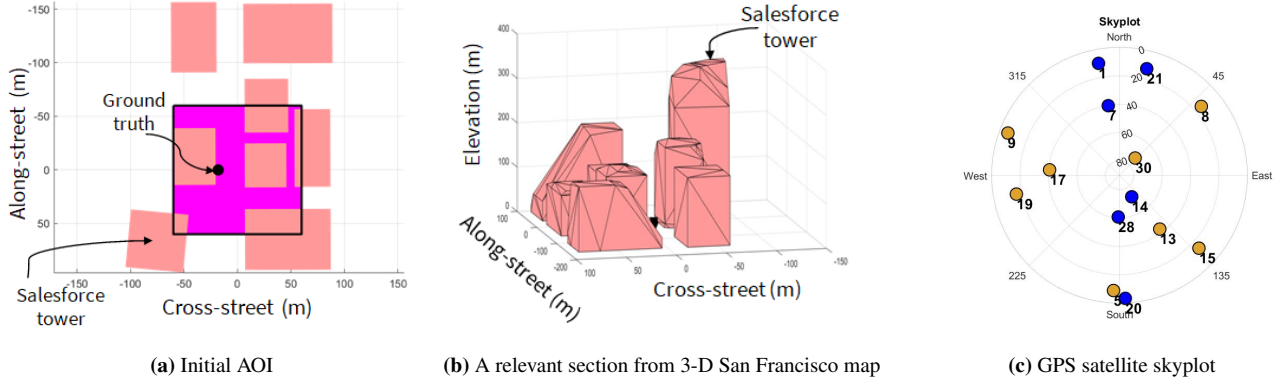 -150
-100
-50
0
50
Along-street (m)
-150
-100
-50
0
50
100
150
Cross-street (m)
Ground
truth
Salesforce
tower
(a) Initial AOI
Salesforce
tower
400
300
200
100
0
Elevation (m)
100
0
-100
-200
Along-street (m)
100
50
0
-50
-100
-150
Cross-street (m)
(b) A relevant section from 3-D San Francisco map
Skyplot
North
0
20
40
60
80
315
45
West
East
225
135
South
1
21
7
8
9
30
17
14
19
28
13
15
5
20
(c) GPS satellite skyplot